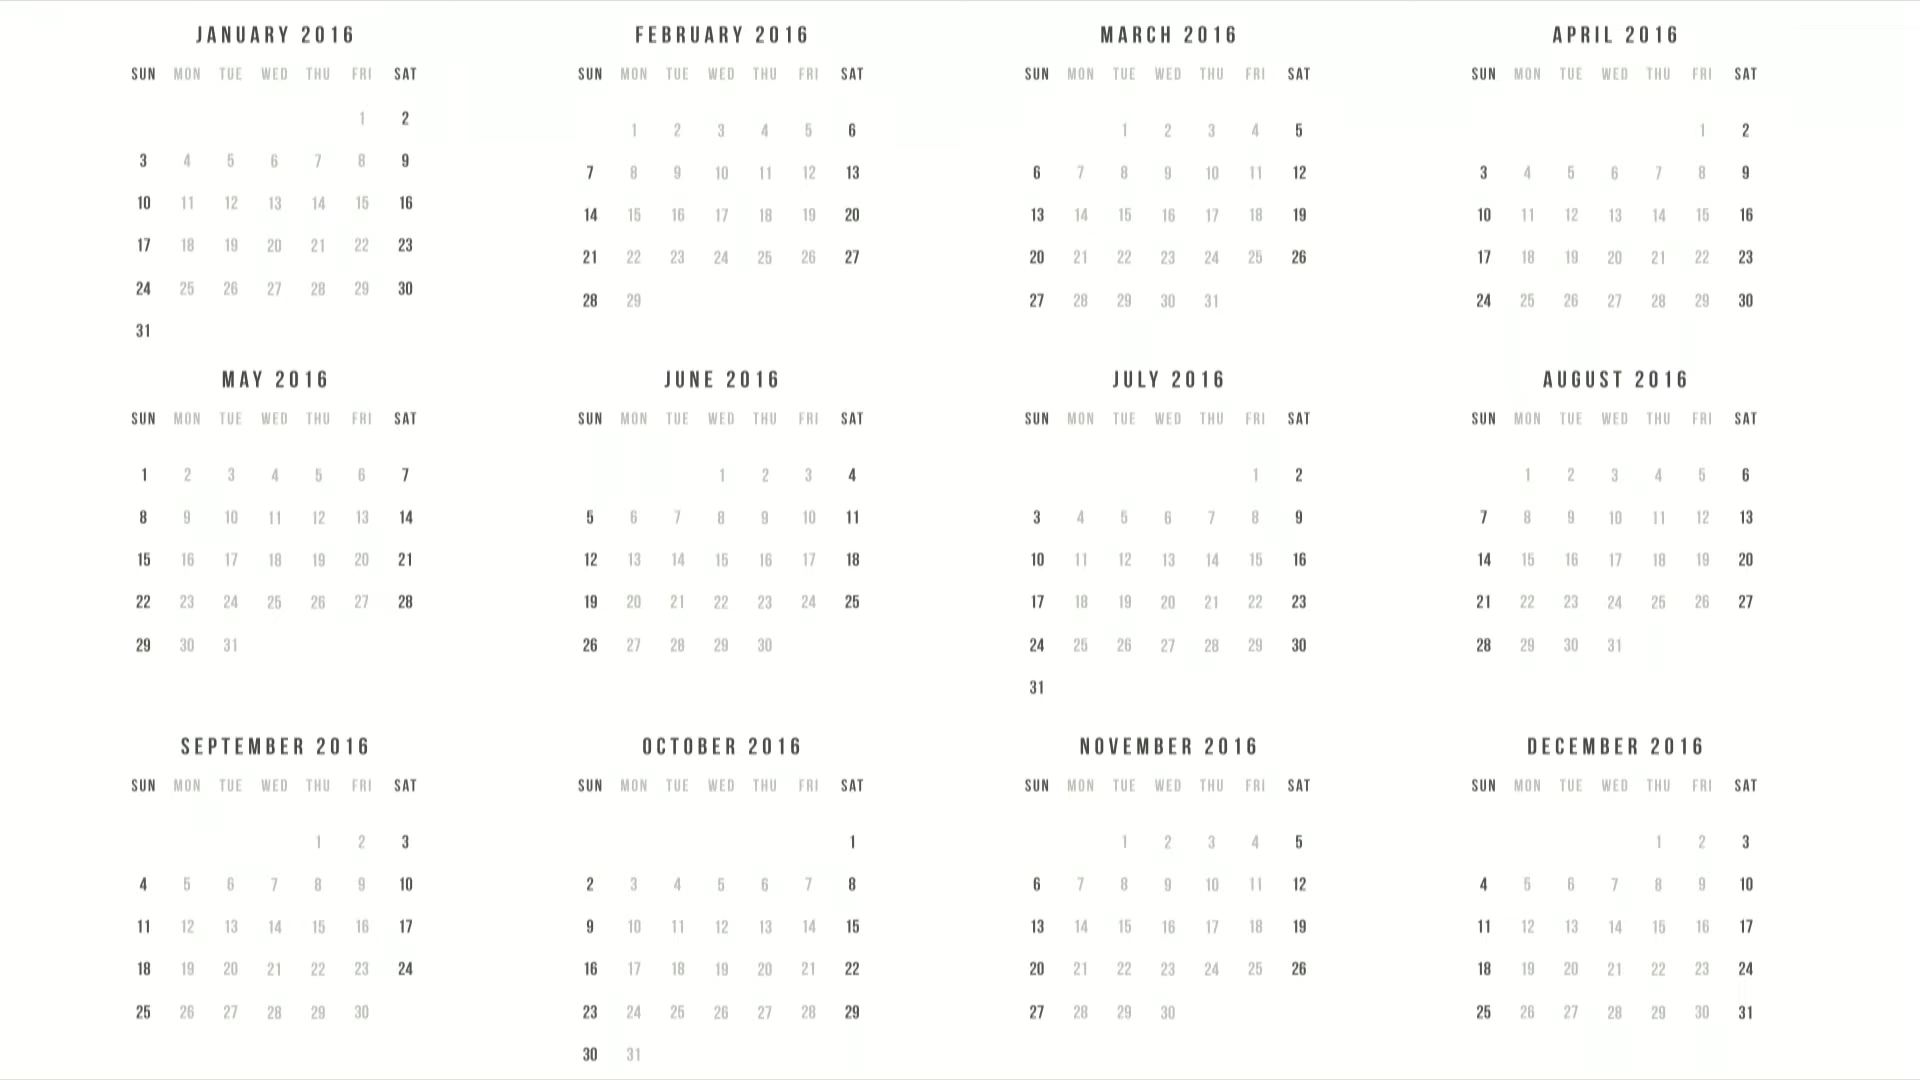 JANUARY 2016
SUN MON TUE WED THU FRI SAT
1 2
3 4 5 6 7 8 9
10 11 12 13 14 15 16
17 18 19 20 21 22 23
24 25 26 27 28 29 30
31
FEBRUARY 2016
SUN MON TUE WED THU FRI SAT
1 2 3 4 5 6
7 8 9 10 11 12 13
14 15 16 17 18 19 20
21 22 23 24 25 26 27
28 29
MARCH 2016
SUN MON TUE WED THU FRI SAT
1 2 3 4 5
6 7 8 9 10 11 12
13 14 15 16 17 18 19
20 21 22 23 24 25 26
27 28 29 30 31
APRIL 2016
SUN MON TUE WED THU FRI SAT
1 2
3 4 5 6 7 8 9
10 11 12 13 14 15 16
17 18 19 20 21 22 23
24 25 26 27 28 29 30
MAY 2016
SUN MON TUE WED THU FRI SAT
1 2 3 4 5 6 7
8 9 10 11 12 13 14
15 16 17 18 19 20 21
22 23 24 25 26 27 28
29 30 31
JUNE 2016
SUN MON TUE WED THU FRI SAT
1 2 3 4
5 6 7 8 9 10 11
12 13 14 15 16 17 18
19 20 21 22 23 24 25
26 27 28 29 30
JULY 2016
SUN MON TUE WED THU FRI SAT
1 2
3 4 5 6 7 8 9
10 11 12 13 14 15 16
17 18 19 20 21 22 23
24 25 26 27 28 29 30
31
AUGUST 2016
SUN MON TUE WED THU FRI SAT
1 2 3 4 5 6
7 8 9 10 11 12 13
14 15 16 17 18 19 20
21 22 23 24 25 26 27
28 29 30 31
SEPTEMBER 2016
SUN MON TUE WED THU FRI SAT
1 2 3
4 5 6 7 8 9 10
11 12 13 14 15 16 17
18 19 20 21 22 23 24
25 26 27 28 29 30
OCTOBER 2016
SUN MON TUE WED THU FRI SAT
1
2 3 4 5 6 7 8
9 10 11 12 13 14 15
16 17 18 19 20 21 22
23 24 25 26 27 28 29
30 31
NOVEMBER 2016
SUN MON TUE WED THU FRI SAT
1 2 3 4 5
6 7 8 9 10 11 12
13 14 15 16 17 18 19
20 21 22 23 24 25 26
27 28 29 30
DECEMBER 2016
SUN MON TUE WED THU FRI SAT
1 2 3
4 5 6 7 8 9 10
11 12 13 14 15 16 17
18 19 20 21 22 23 24
25 26 27 28 29 30 31